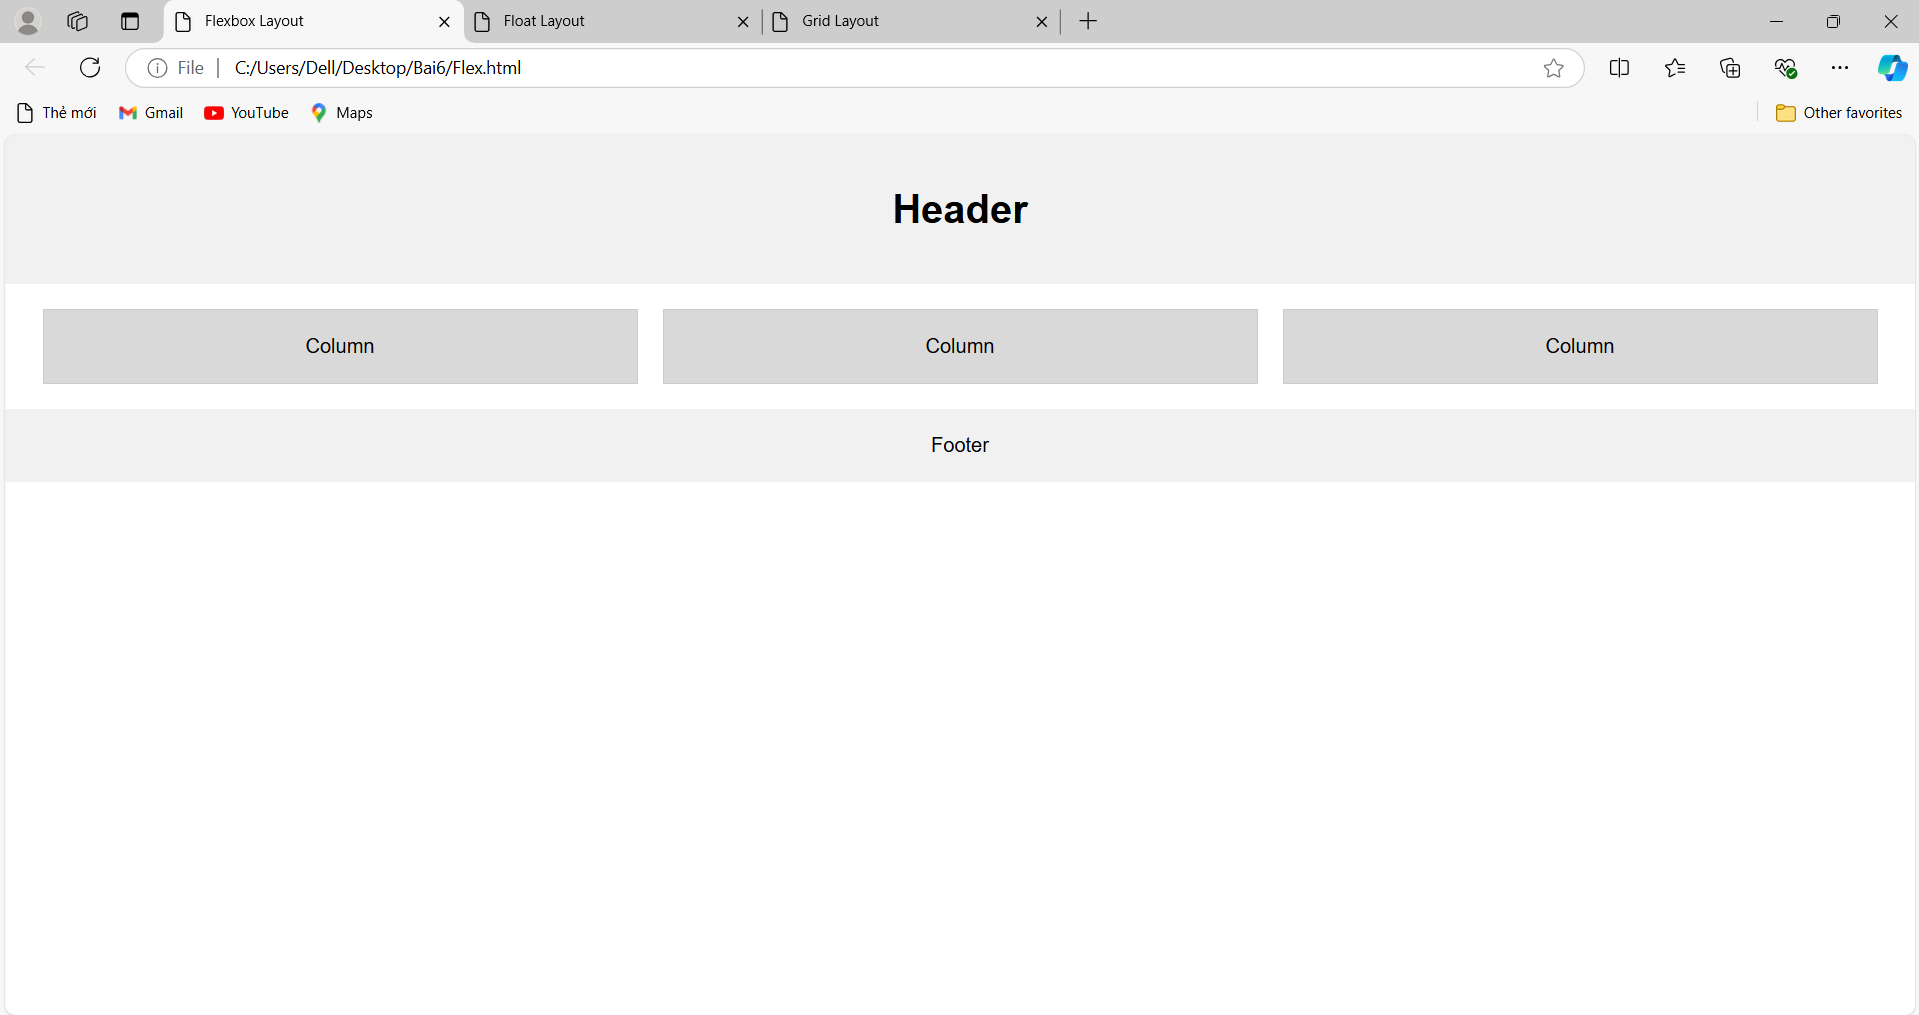 Flexbox Layout Float Layout Grid Layout
File C:/Users/Dell/Desktop/Bai6/Flex.html
Thẻ mới Gmail YouTube Maps Other favorites
Header
Column Column Column
Footer